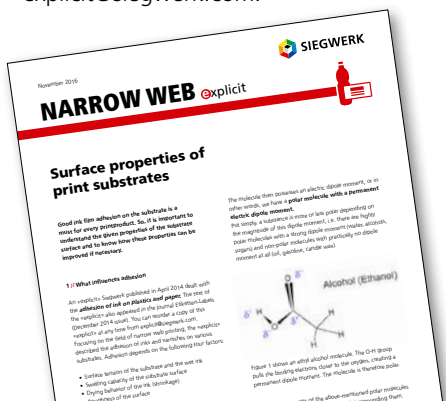 explicit@siegwerk.com.
November 2016
SIEGWERK
NARROW WEB explicit
Surface properties of
print substrates
Good ink film adhesion on the substrate is a
must for every printproduct. So, it is important to
understand the given properties of the substrate
surface and to know how these properties can be
improved if necessary.
1 // What influences adhesion
An «explicit» Siegwerk published in April 2014 dealt with
the adhesion of ink on plastics and paper. The one of
the «explicit» also appeared in the journal Etiketten-Labels
(December 2014 issue). You can reorder a copy of this
«explicit» at any time from explicit@siegwerk.com.
Focusing on the field of narrow web printing, the «explicit»
described the adhesion of inks and varnishes on various
substrates. Adhesion depends on the following four factors:
• Surface tension of the substrate and the wet ink
• Swelling capacity of the substrate surface
• Drying behavior of the ink (shrinkage)
of the surface
The molecule then possesses an electric dipole moment, or in
other words, we have a polar molecule with a permanent
electric dipole moment.
Put simply, a substance is more or less polar depending on
the magnitude of this dipole moment, i.e. there are highly
polar molecules with a strong dipole moment (water, alcohols,
sugars) and non-polar molecules with practically no dipole
moment at all (oil, gasoline, candle wax).
Alcohol (Ethanol)
δ⁻
O
H
O
H
δ⁺
δ⁻
H
H
Figure 1 shows an ethyl alcohol molecule. The O-H group
pulls the bonding electrons closer to the oxygen, creating a
permanent dipole moment. The molecule is therefore polar.
of the above-mentioned polar molecules
them.